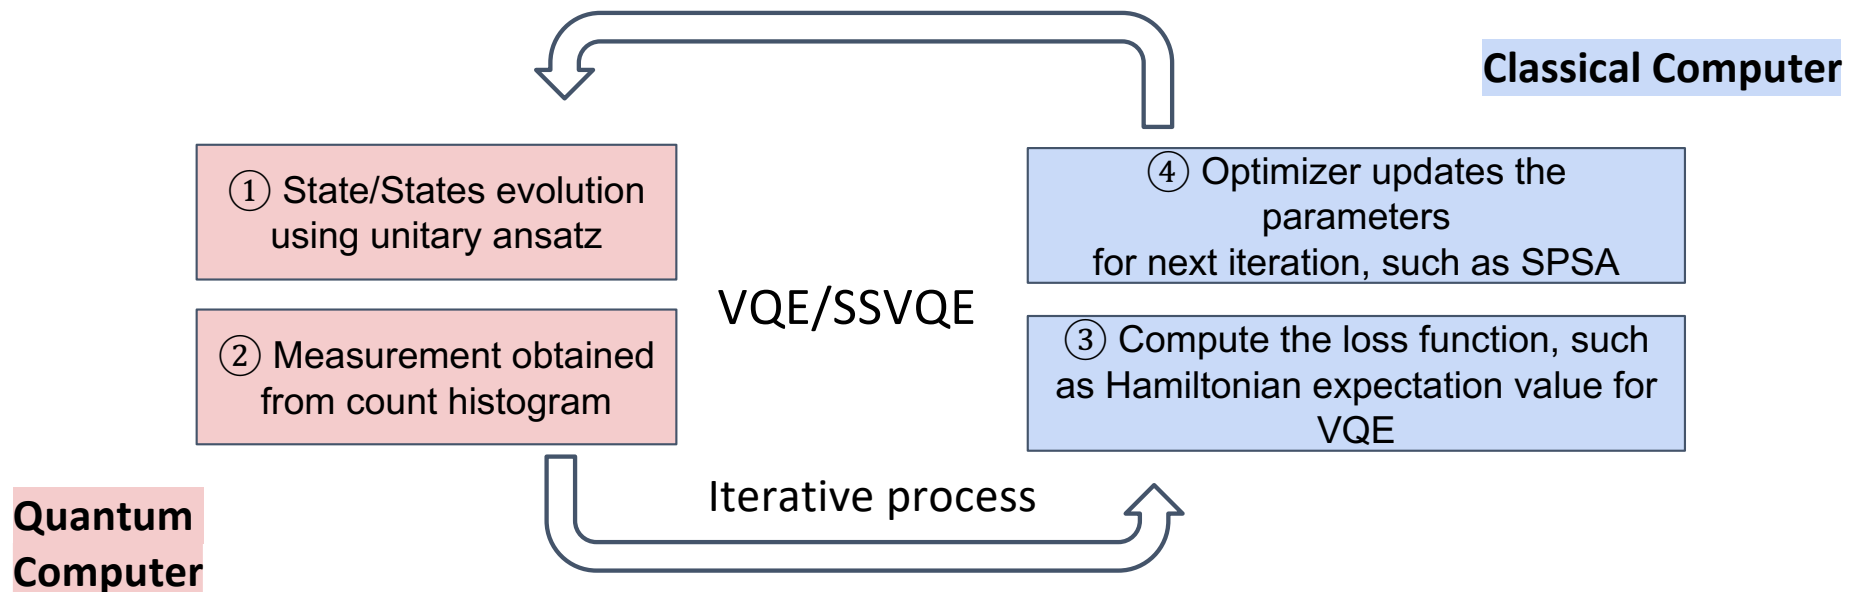 Classical Computer
① State/States evolution
using unitary ansatz
② Measurement obtained
from count histogram
VQE/SSVQE
④ Optimizer updates the
parameters
for next iteration, such as SPSA
③ Compute the loss function, such
as Hamiltonian expectation value for
VQE
Iterative process
Quantum
Computer